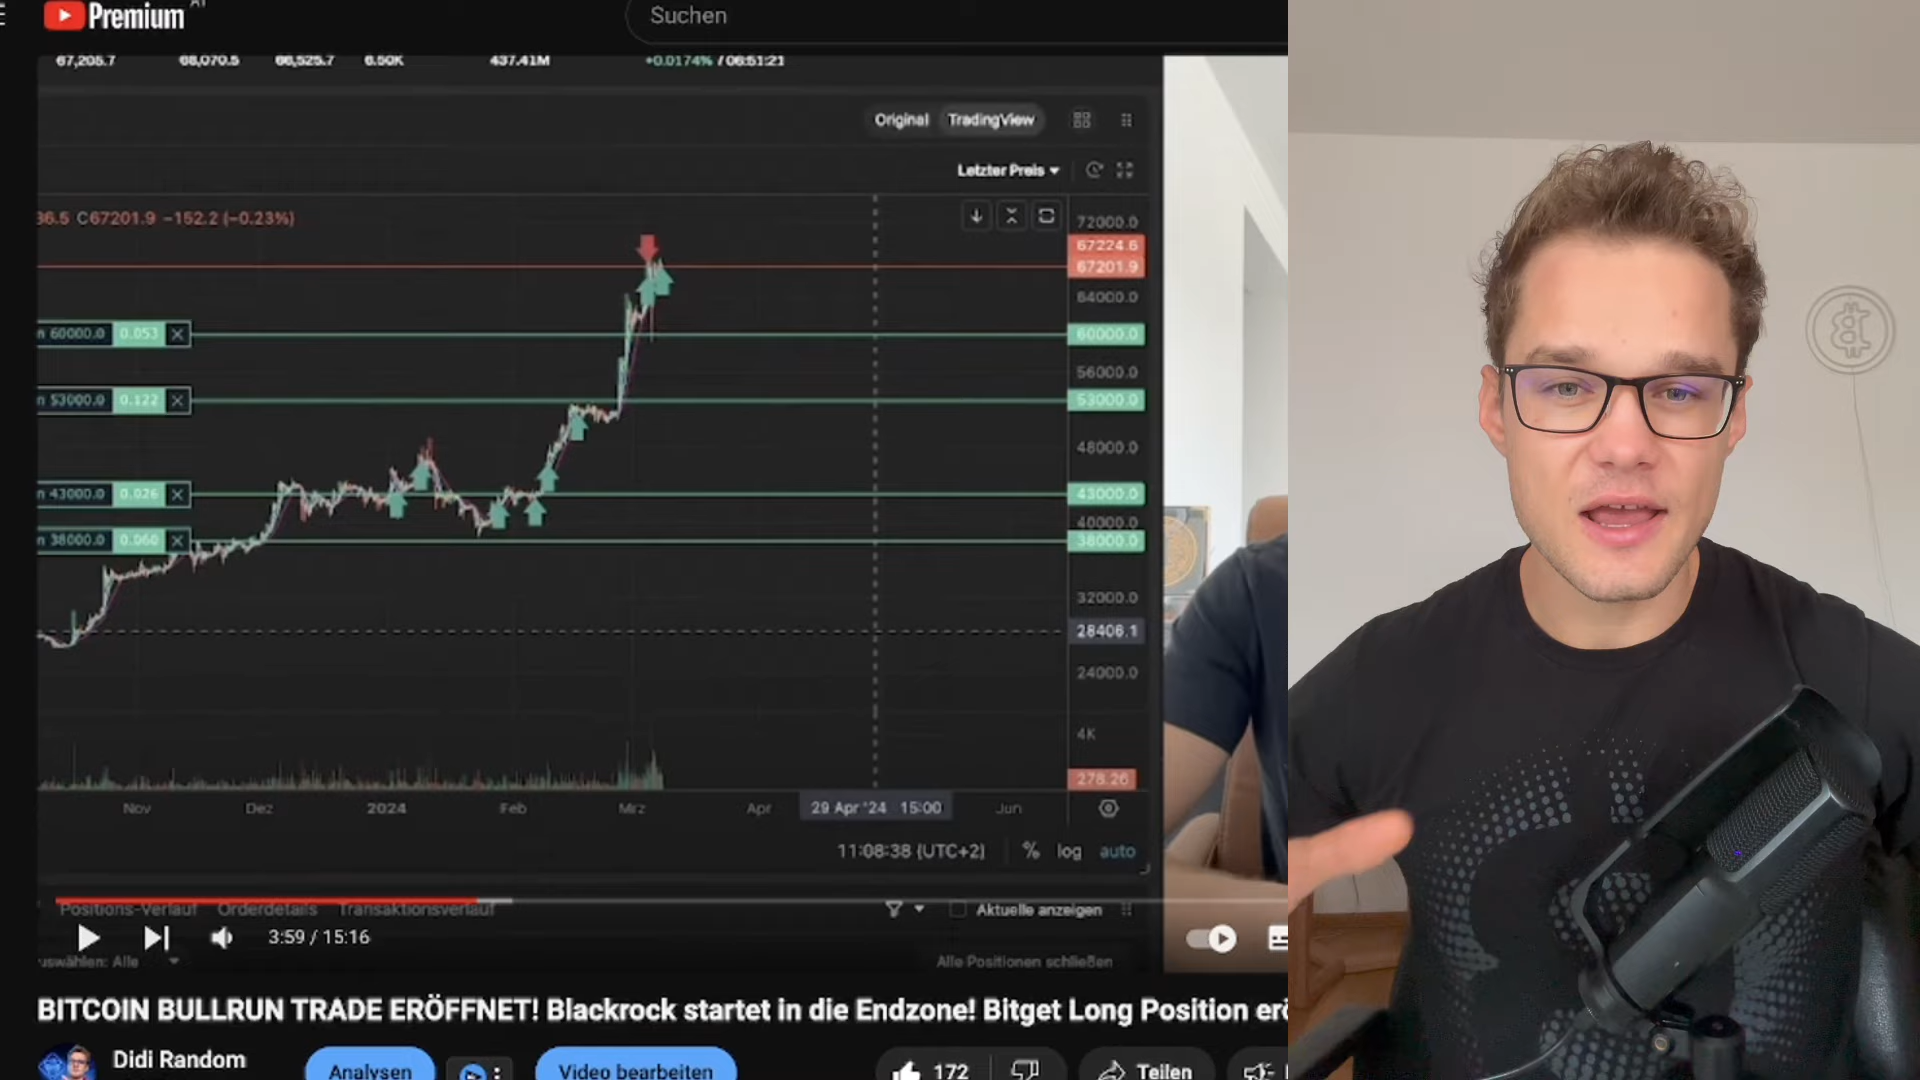 Premium
Suchen
67,205.7 68,070.5 66,525.7 6.50K 437.41M +0.0174% / 06:51:21
Original TradingView
Letzter Preis
36.5 C67201.9 −152.2 (−0.23%)
72000.0
67224.6
67201.9
64000.0
n 60000.0 0.053 60000.0
56000.0
n 53000.0 0.122 53000.0
48000.0
n 43000.0 0.026 43000.0
40000.0
n 38000.0 0.060 38000.0
32000.0
28406.1
24000.0
4K
278.26
Nov Dez 2024 Feb Mrz Apr 29 Apr '24 15:00 Jun
11:08:38 (UTC+2) % log auto
Positions-Verlauf Orderdetails Transaktionsverlauf Aktuelle anzeigen
3:59 / 15:16
uswählen: Alle Alle Positionen schließen
BITCOIN BULLRUN TRADE ERÖFFNET! Blackrock startet in die Endzone! Bitget Long Position erö
Didi Random Analysen Video bearbeiten 172 Teilen